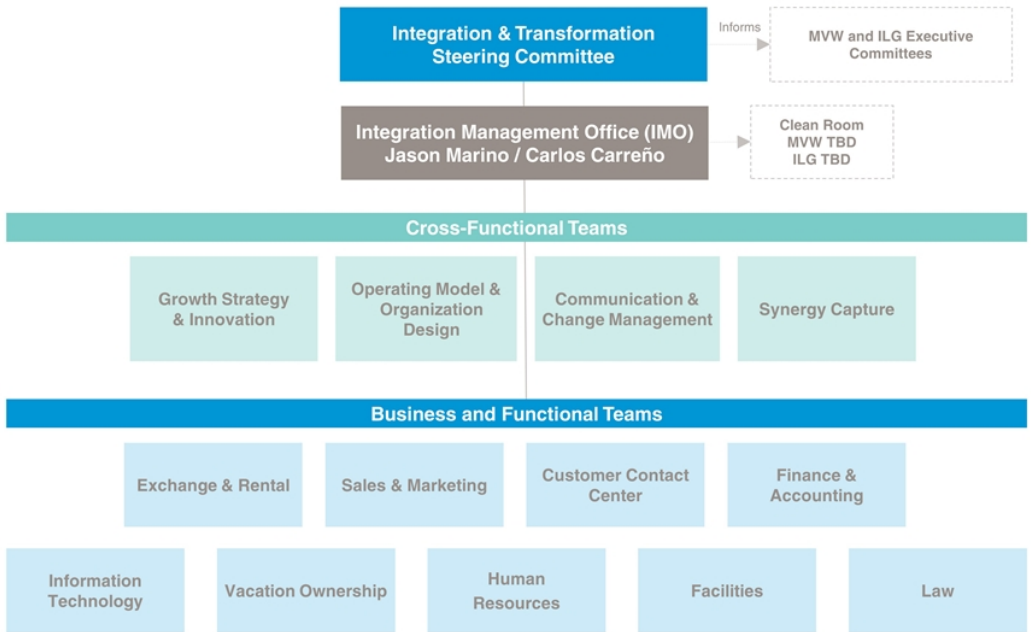 Integration & Transformation
Steering Committee
Informs
MVW and ILG Executive
Committees
Integration Management Office (IMO)
Jason Marino / Carlos Carreño
Clean Room
MVW TBD
ILG TBD
Cross-Functional Teams
Growth Strategy
& Innovation
Operating Model &
Organization
Design
Communication &
Change Management
Synergy Capture
Business and Functional Teams
Exchange & Rental
Sales & Marketing
Customer Contact
Center
Finance &
Accounting
Information
Technology
Vacation Ownership
Human
Resources
Facilities
Law